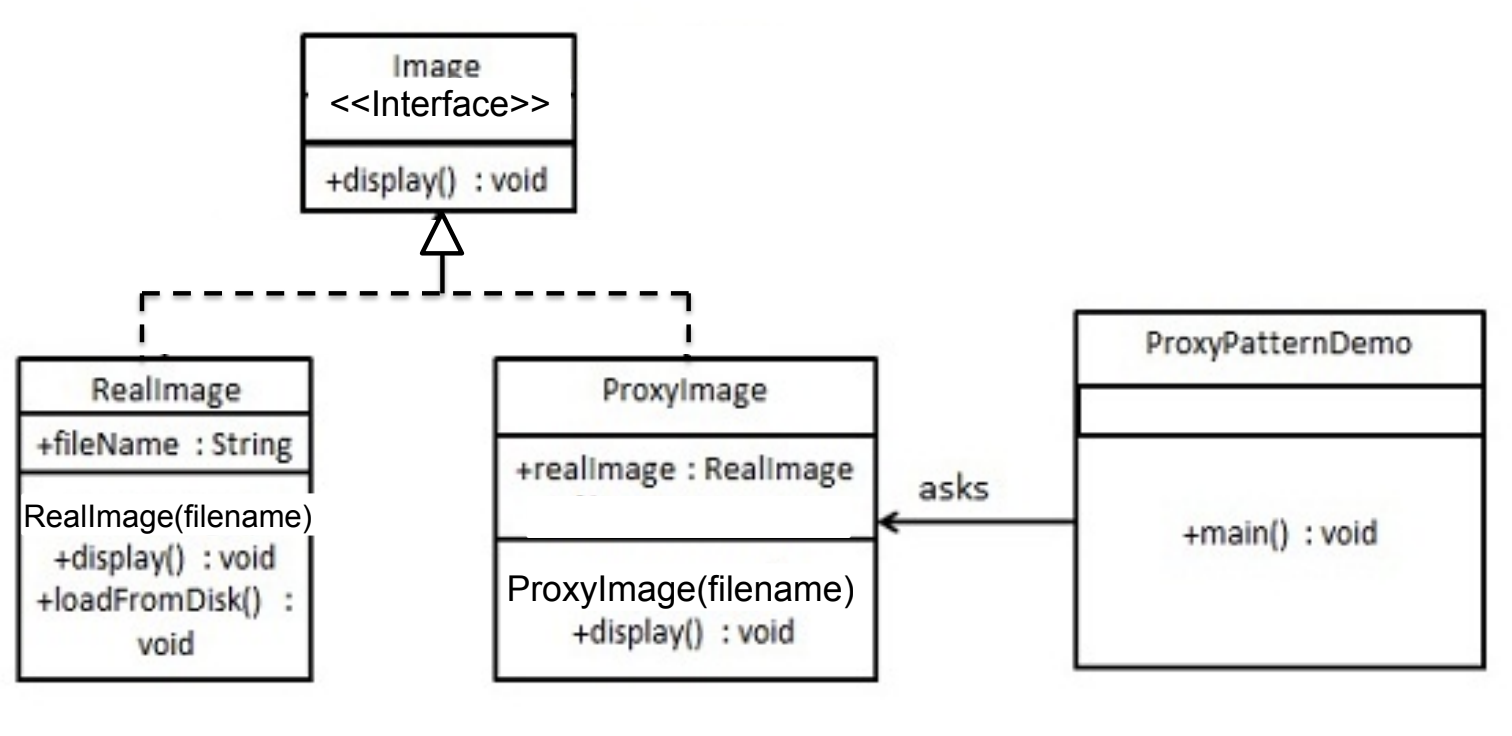 Image
<<Interface>>
+display() : void
RealImage
+fileName : String
RealImage(filename)
+display() : void
+loadFromDisk() :
void
ProxyImage
+realImage : RealImage
ProxyImage(filename)
+display() : void
asks
ProxyPatternDemo
+main() : void